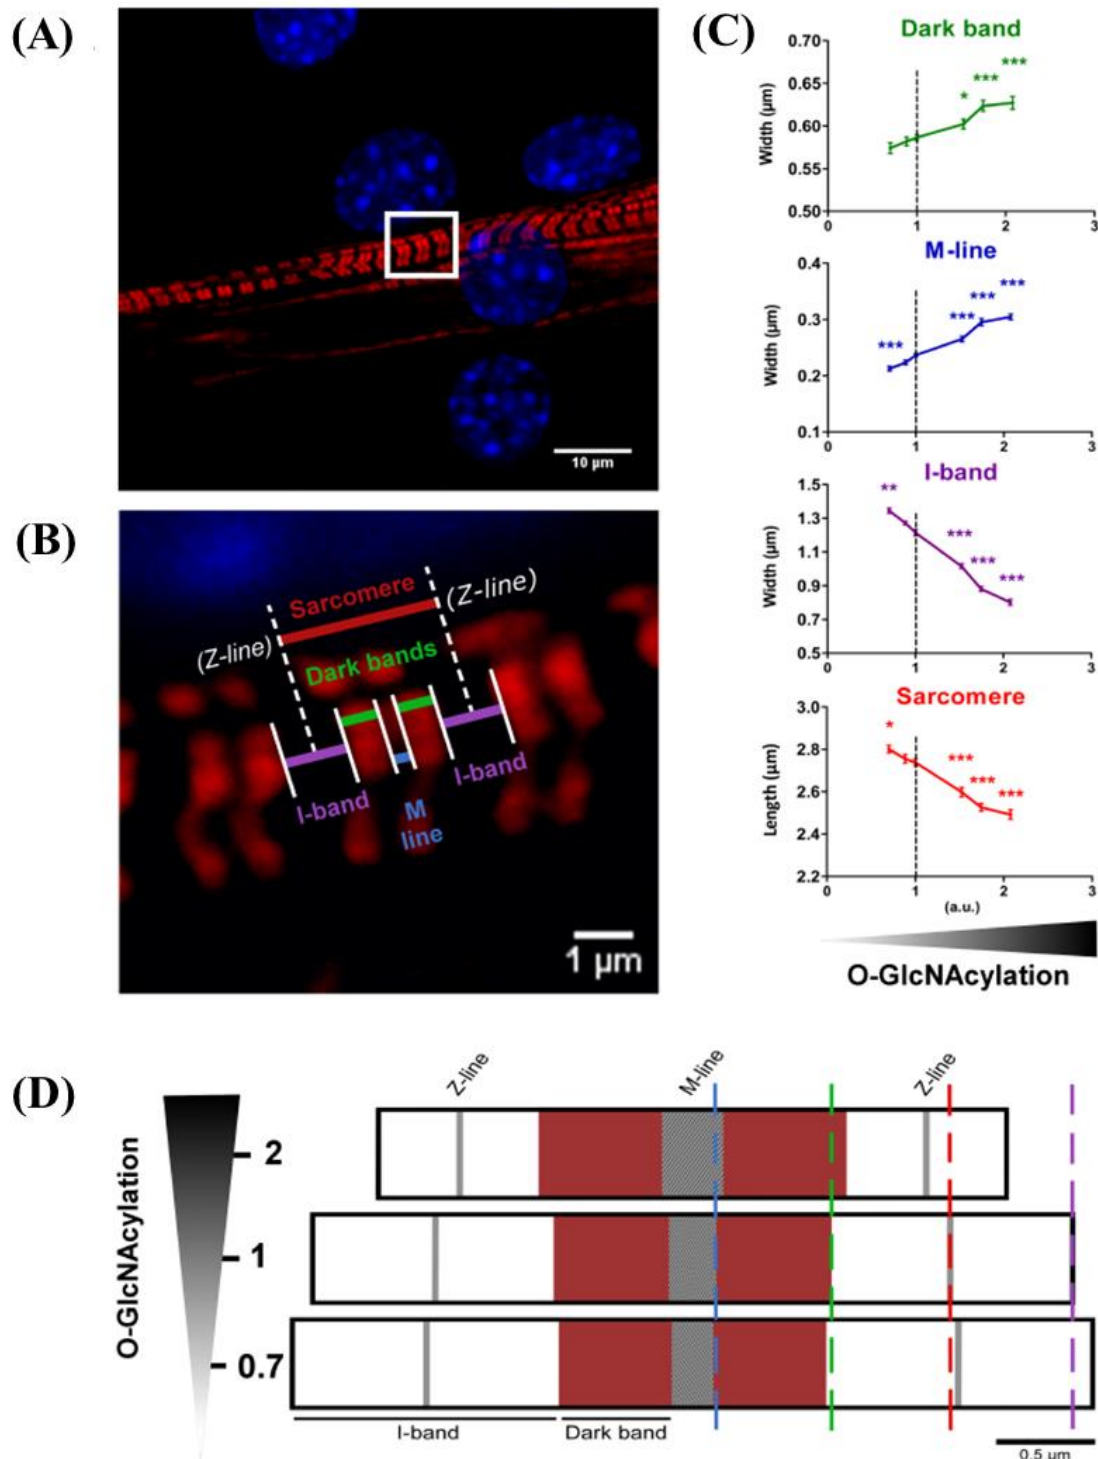 (A)
10 µm
(B)
Sarcomere
(Z-line)
(Z-line)
Dark bands
I-band
I-band
M
line
1 µm
(C)
Dark band
Width (µm)
0.70
0.65
0.60
0.55
0.50
0
1
2
3
*
***
***
M-line
Width (µm)
0.4
0.3
0.2
0.1
0
1
2
3
***
***
***
***
I-band
Width (µm)
1.5
1.3
1.1
0.9
0.7
0.5
0
1
2
3
**
***
***
***
Sarcomere
Length (µm)
3.0
2.8
2.6
2.4
2.2
0
1
2
3
*
***
***
***
(a.u.)
O-GlcNAcylation
(D)
O-GlcNAcylation
2
1
0.7
Z-line
M-line
Z-line
I-band
Dark band
0.5 µm